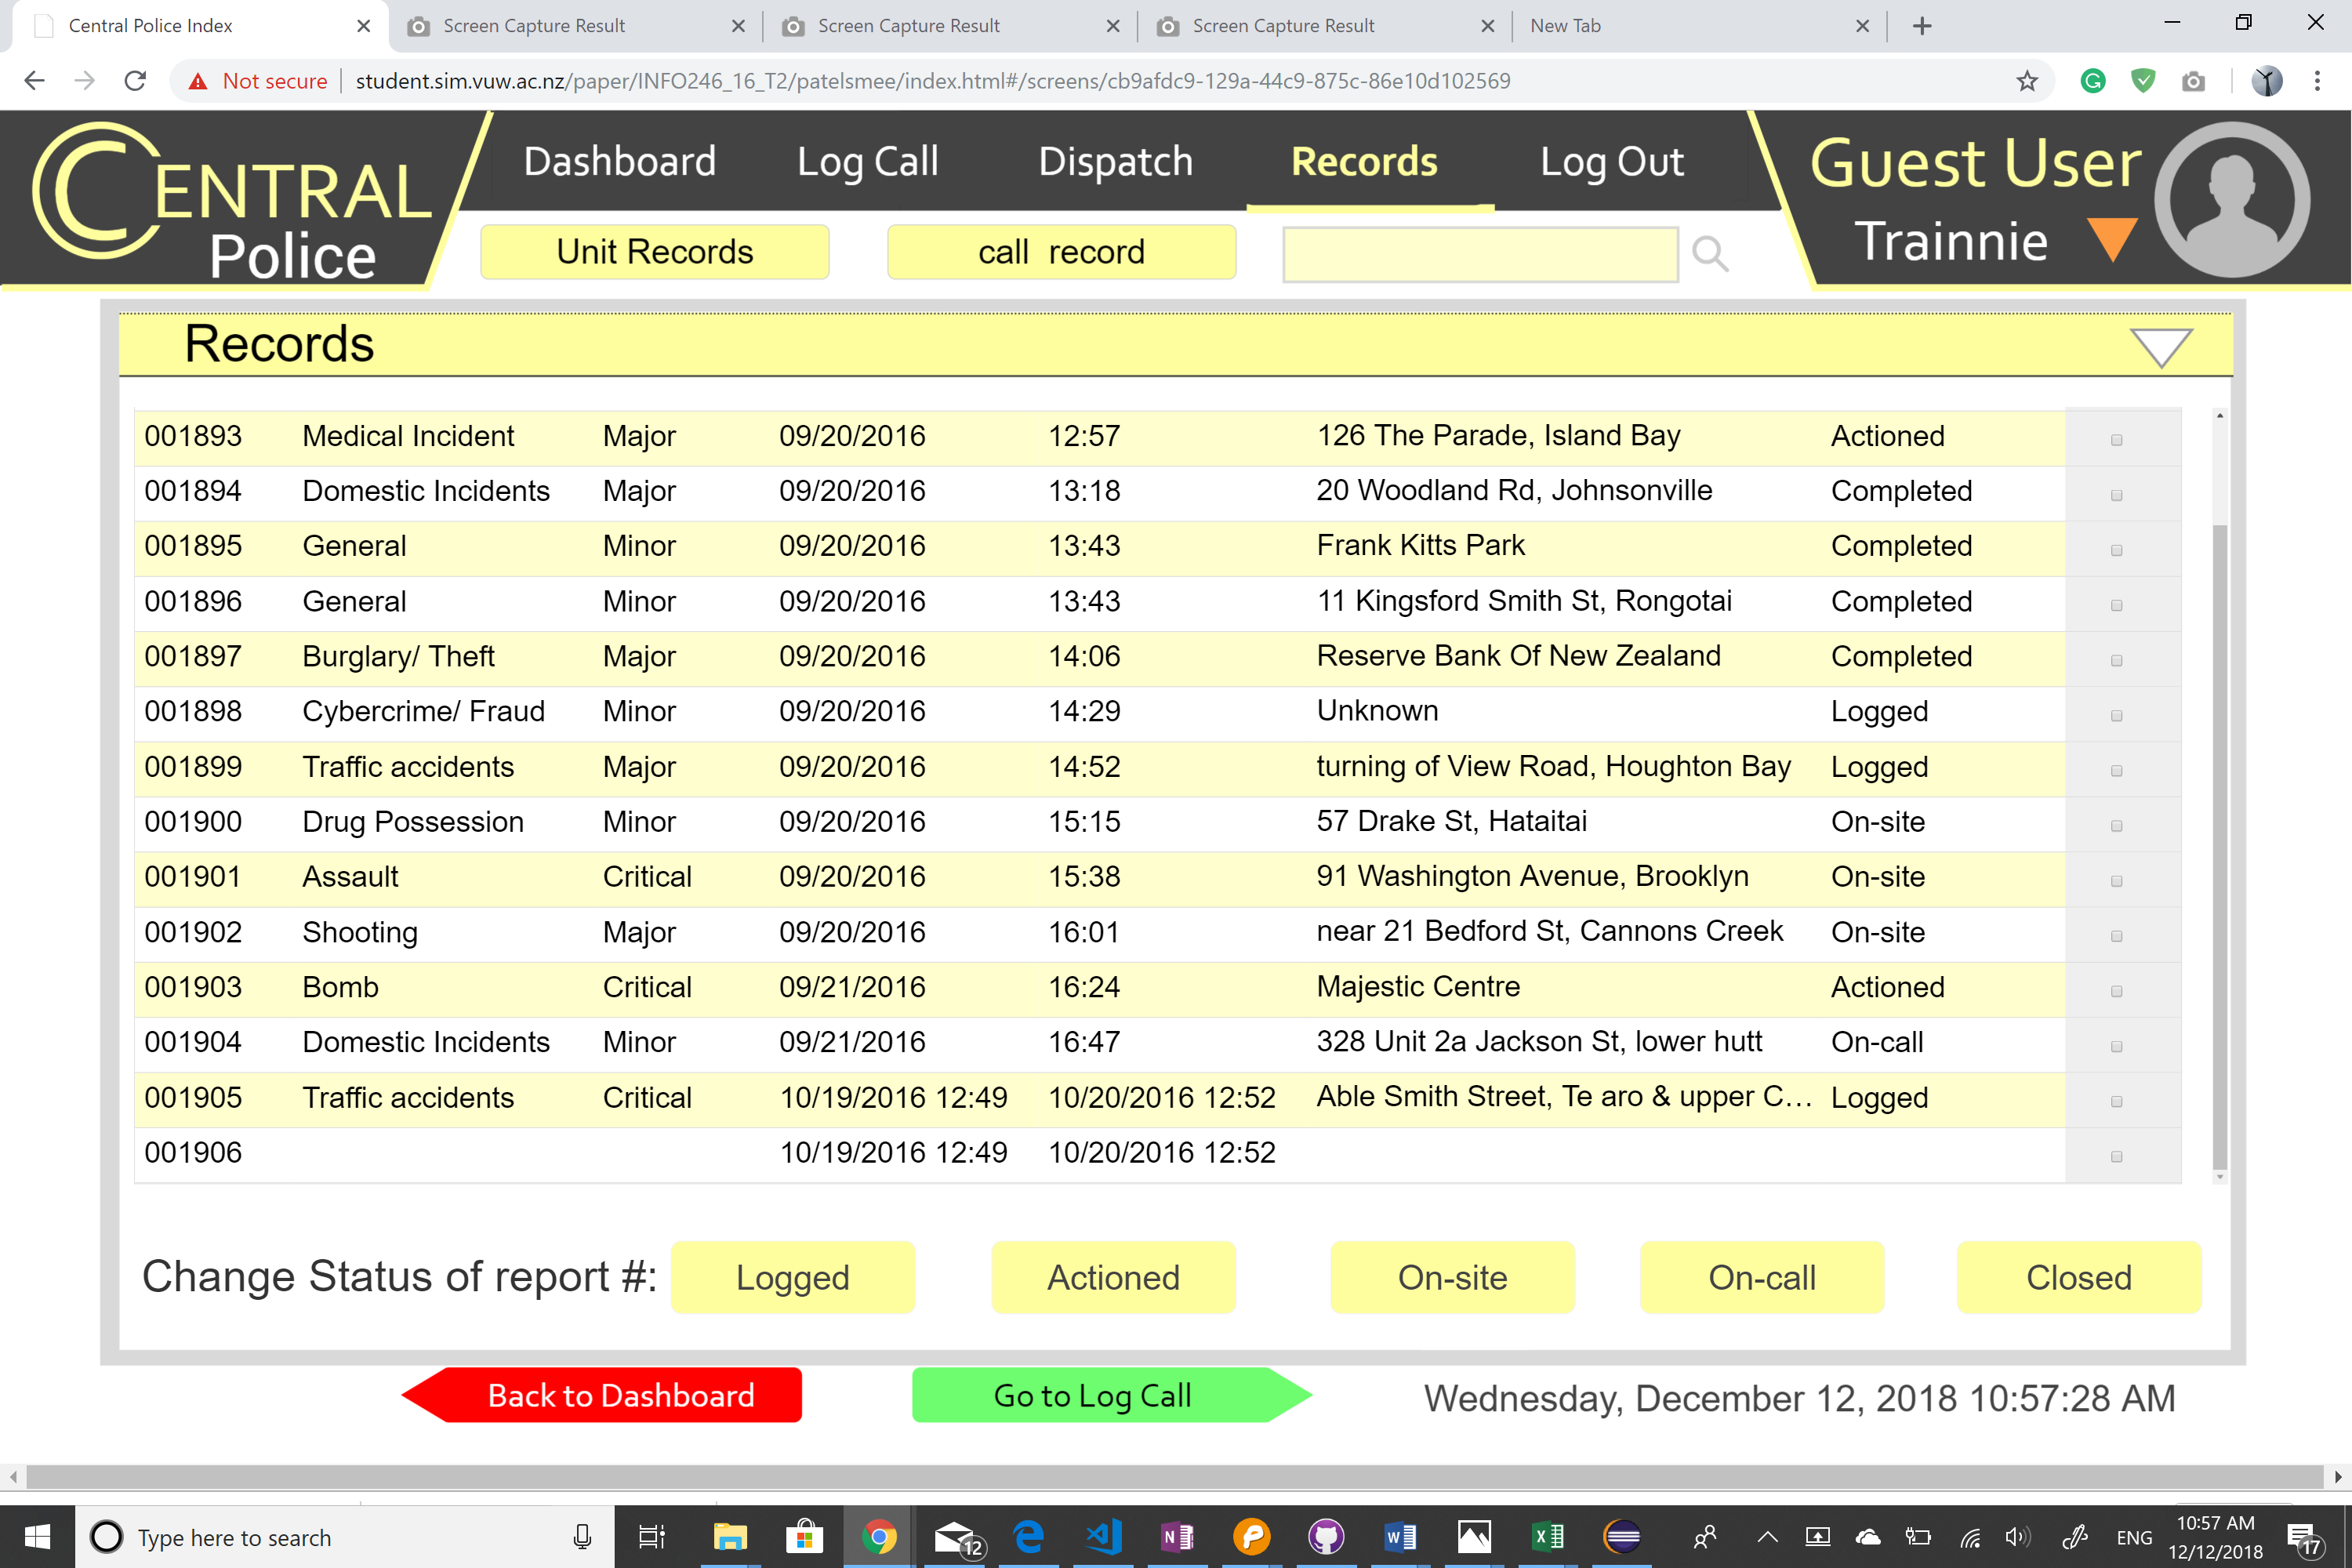 Central Police Index
Screen Capture Result
Screen Capture Result
Screen Capture Result
New Tab
Not secure
student.sim.vuw.ac.nz/paper/INFO246_16_T2/patelsmee/index.html#/screens/cb9afdc9-129a-44c9-875c-86e10d102569
CENTRAL
Police
Dashboard
Log Call
Dispatch
Records
Log Out
Guest User
Trainnie
Unit Records
call record
Records
001893 Medical Incident Major 09/20/2016 12:57 126 The Parade, Island Bay Actioned
001894 Domestic Incidents Major 09/20/2016 13:18 20 Woodland Rd, Johnsonville Completed
001895 General Minor 09/20/2016 13:43 Frank Kitts Park Completed
001896 General Minor 09/20/2016 13:43 11 Kingsford Smith St, Rongotai Completed
001897 Burglary/ Theft Major 09/20/2016 14:06 Reserve Bank Of New Zealand Completed
001898 Cybercrime/ Fraud Minor 09/20/2016 14:29 Unknown Logged
001899 Traffic accidents Major 09/20/2016 14:52 turning of View Road, Houghton Bay Logged
001900 Drug Possession Minor 09/20/2016 15:15 57 Drake St, Hataitai On-site
001901 Assault Critical 09/20/2016 15:38 91 Washington Avenue, Brooklyn On-site
001902 Shooting Major 09/20/2016 16:01 near 21 Bedford St, Cannons Creek On-site
001903 Bomb Critical 09/21/2016 16:24 Majestic Centre Actioned
001904 Domestic Incidents Minor 09/21/2016 16:47 328 Unit 2a Jackson St, lower hutt On-call
001905 Traffic accidents Critical 10/19/2016 12:49 10/20/2016 12:52 Able Smith Street, Te aro & upper C... Logged
001906 10/19/2016 12:49 10/20/2016 12:52
Change Status of report #:
Logged
Actioned
On-site
On-call
Closed
Back to Dashboard
Go to Log Call
Wednesday, December 12, 2018 10:57:28 AM
Type here to search
12
ENG
10:57 AM
12/12/2018
17